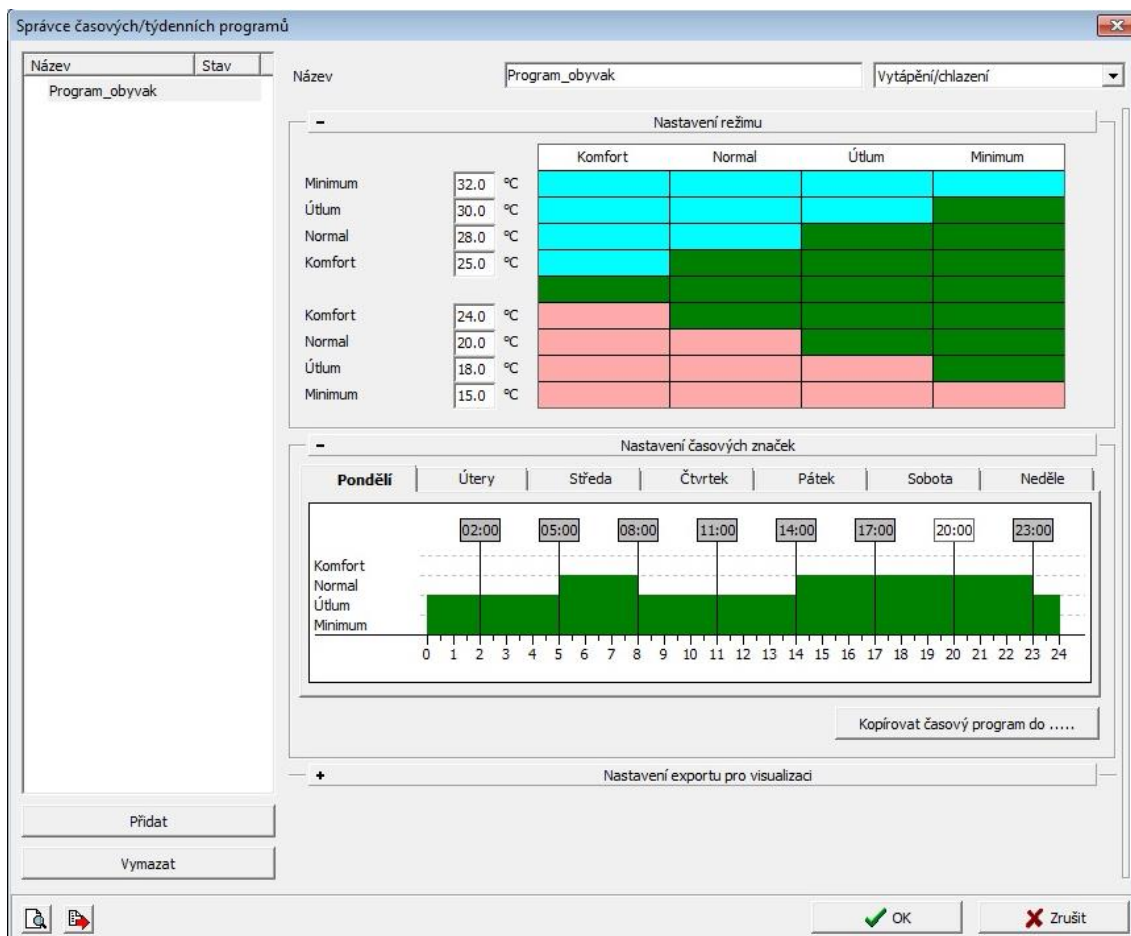 Správce časových/týdenních programů
Název Stav
Program_obyvak
Název Program_obyvak Vytápění/chlazení
- Nastavení režimu
Komfort Normal Útlum Minimum
Minimum 32.0 °C
Útlum 30.0 °C
Normal 28.0 °C
Komfort 25.0 °C
Komfort 24.0 °C
Normal 20.0 °C
Útlum 18.0 °C
Minimum 15.0 °C
- Nastavení časových značek
Pondělí Útery Středa Čtvrtek Pátek Sobota Neděle
02:00 05:00 08:00 11:00 14:00 17:00 20:00 23:00
Komfort
Normal
Útlum
Minimum
0 1 2 3 4 5 6 7 8 9 10 11 12 13 14 15 16 17 18 19 20 21 22 23 24
Kopírovat časový program do .....
+ Nastavení exportu pro visualizaci
Přidat
Vymazat
OK Zrušit